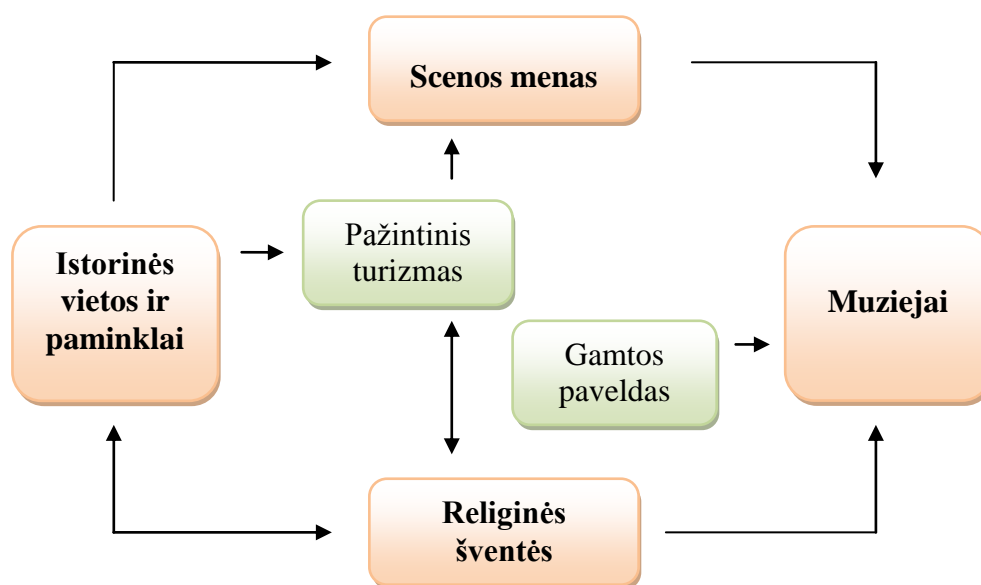 Scenos menas
Pažintinis
turizmas
Istorinės
vietos ir
paminklai
Muziejai
Gamtos
paveldas
Religinės
šventės